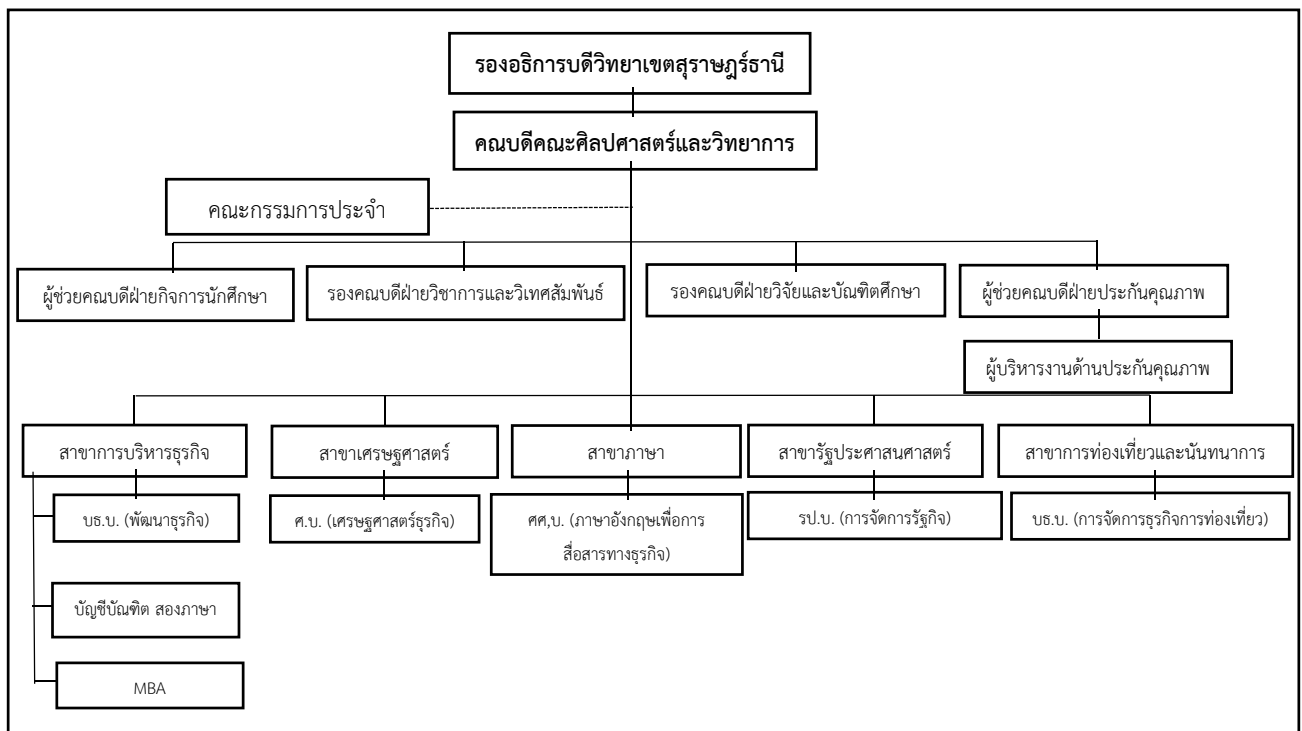 รองอธิการบดีวิทยาเขตสุราษฎร์ธานี
คณบดีคณะศิลปศาสตร์และวิทยาการ
คณะกรรมการประจำ
ผู้ช่วยคณบดีฝ่ายกิจการนักศึกษา
รองคณบดีฝ่ายวิชาการและวิเทศสัมพันธ์
รองคณบดีฝ่ายวิจัยและบัณฑิตศึกษา
ผู้ช่วยคณบดีฝ่ายประกันคุณภาพ
ผู้บริหารงานด้านประกันคุณภาพ
สาขาการบริหารธุรกิจ
สาขาเศรษฐศาสตร์
สาขาภาษา
สาขารัฐประศาสนศาสตร์
สาขาการท่องเที่ยวและนันทนาการ
บธ.บ. (พัฒนาธุรกิจ)
ศ.บ. (เศรษฐศาสตร์ธุรกิจ)
ศศ,บ. (ภาษาอังกฤษเพื่อการ
สื่อสารทางธุรกิจ)
รป.บ. (การจัดการรัฐกิจ)
บธ.บ. (การจัดการธุรกิจการท่องเที่ยว)
บัญชีบัณฑิต สองภาษา
MBA